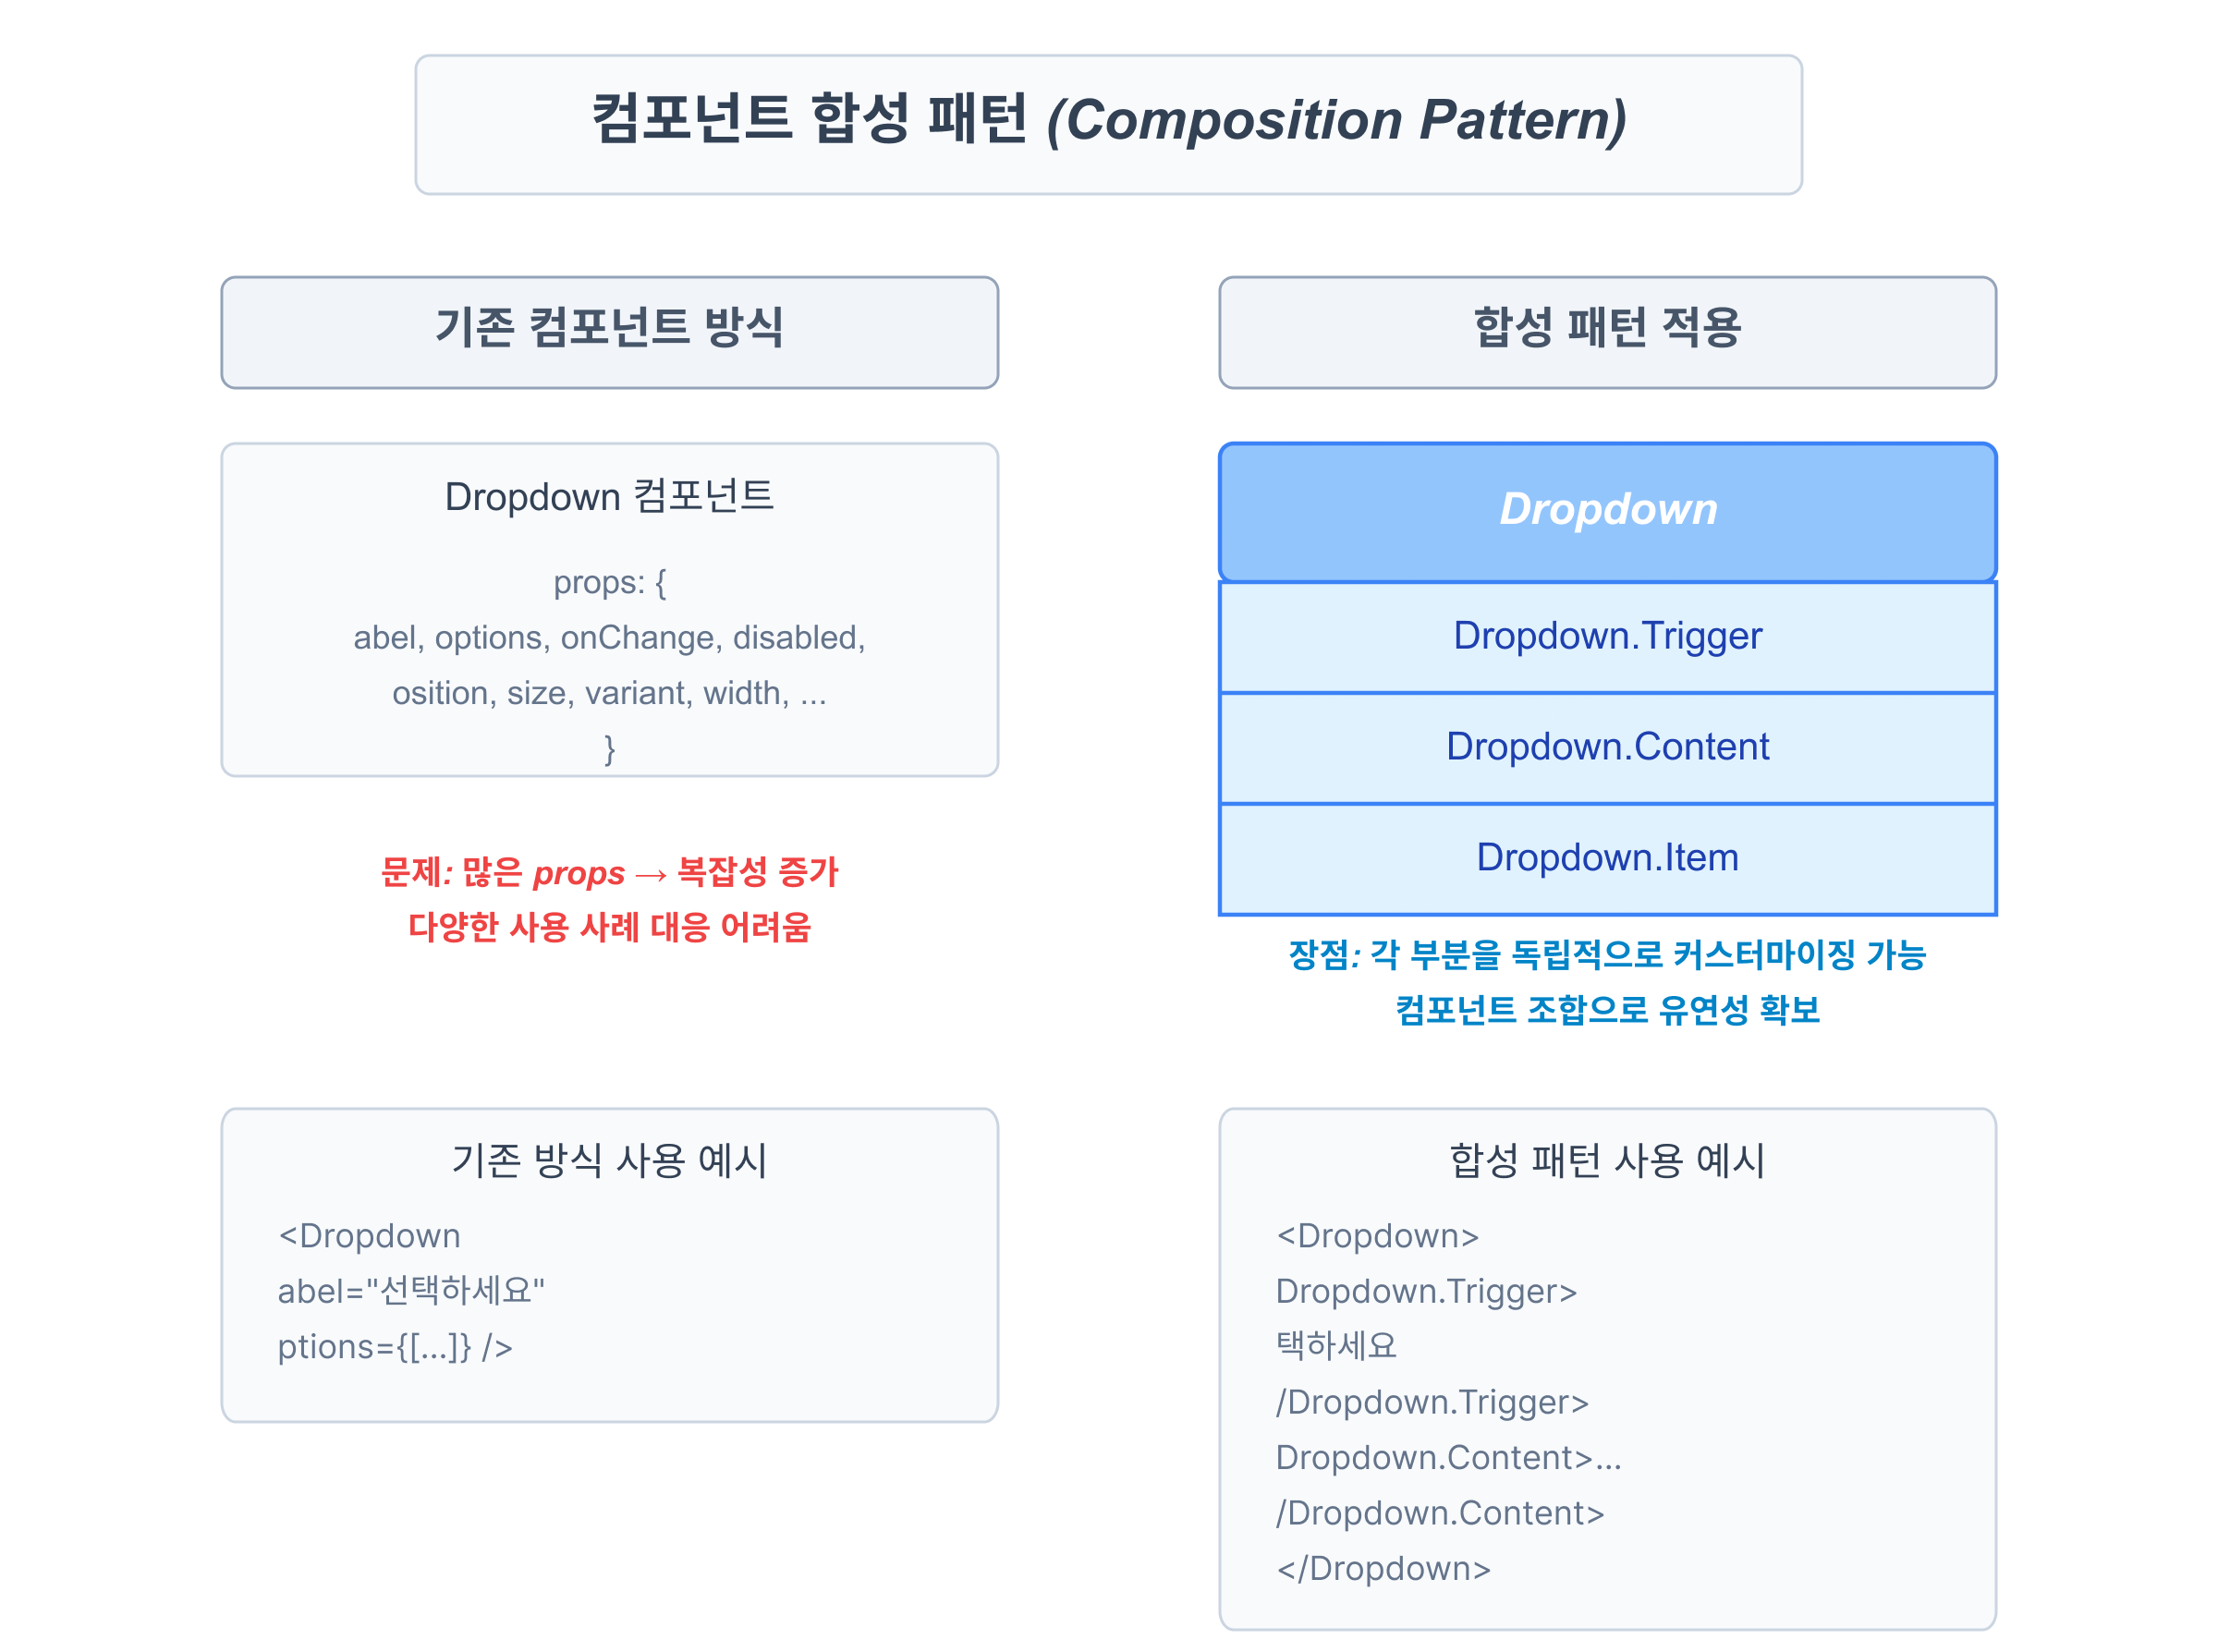 컴포넌트 합성 패턴 (Composition Pattern)
기존 컴포넌트 방식
Dropdown 컴포넌트
props: {
abel, options, onChange, disabled,
osition, size, variant, width, ...
}
문제: 많은 props → 복잡성 증가
다양한 사용 사례 대응 어려움
기존 방식 사용 예시
<Dropdown
abel="선택하세요"
ptions={[...]} />
합성 패턴 적용
Dropdown
Dropdown.Trigger
Dropdown.Content
Dropdown.Item
장점: 각 부분을 독립적으로 커스터마이징 가능
컴포넌트 조합으로 유연성 확보
합성 패턴 사용 예시
<Dropdown>
Dropdown.Trigger>
택하세요
/Dropdown.Trigger>
Dropdown.Content>...
/Dropdown.Content>
</Dropdown>